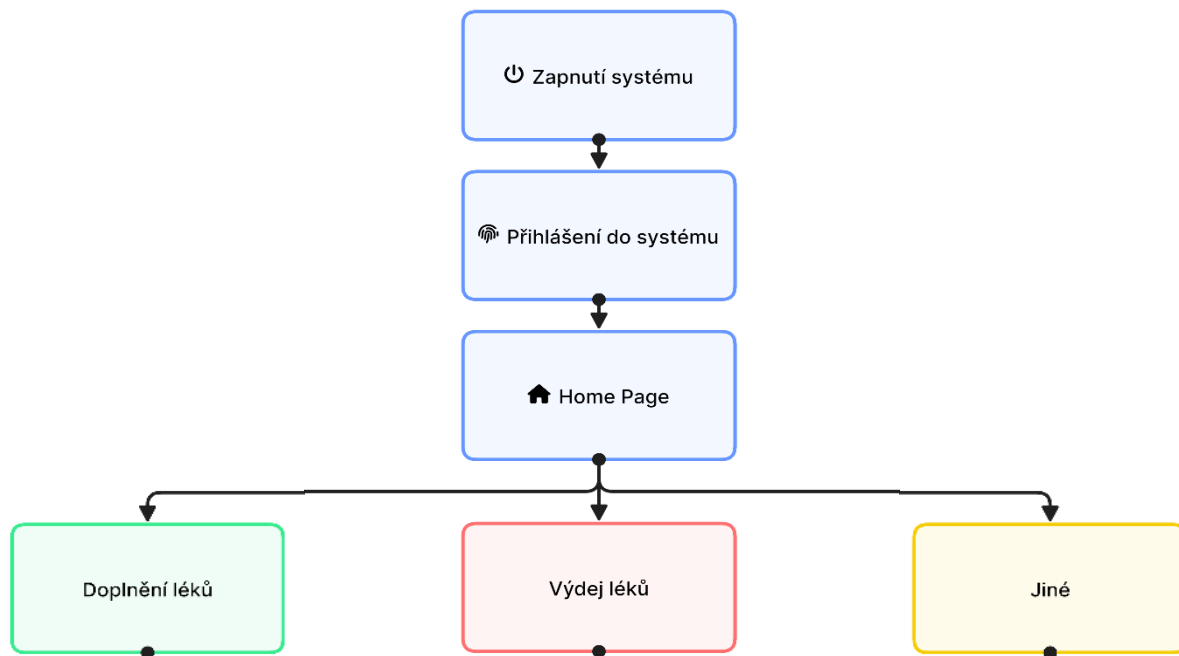 Zapnutí systému
Přihlášení do systému
Home Page
Doplnění léků
Výdej léků
Jiné